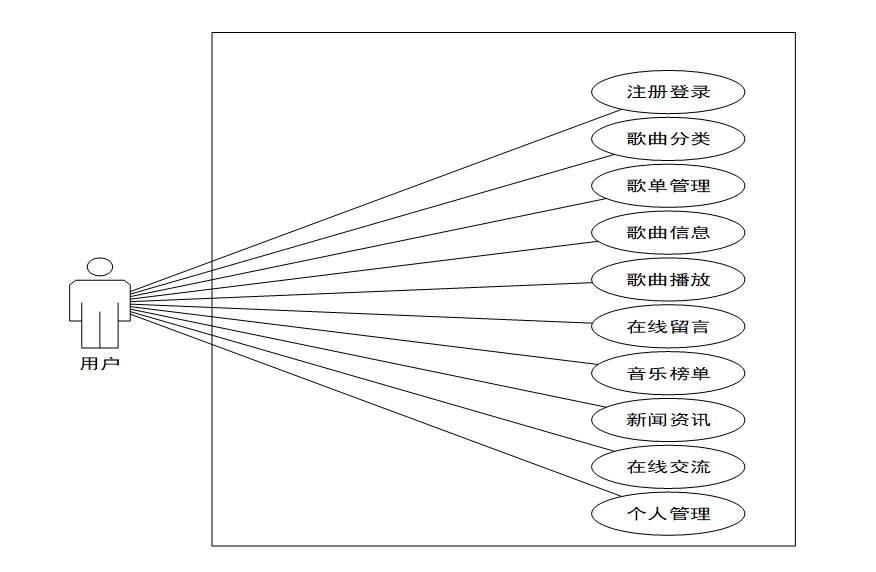 注册登录
歌曲分类
歌单管理
歌曲信息
歌曲播放
在线留言
音乐榜单
新闻资讯
在线交流
个人管理
用户